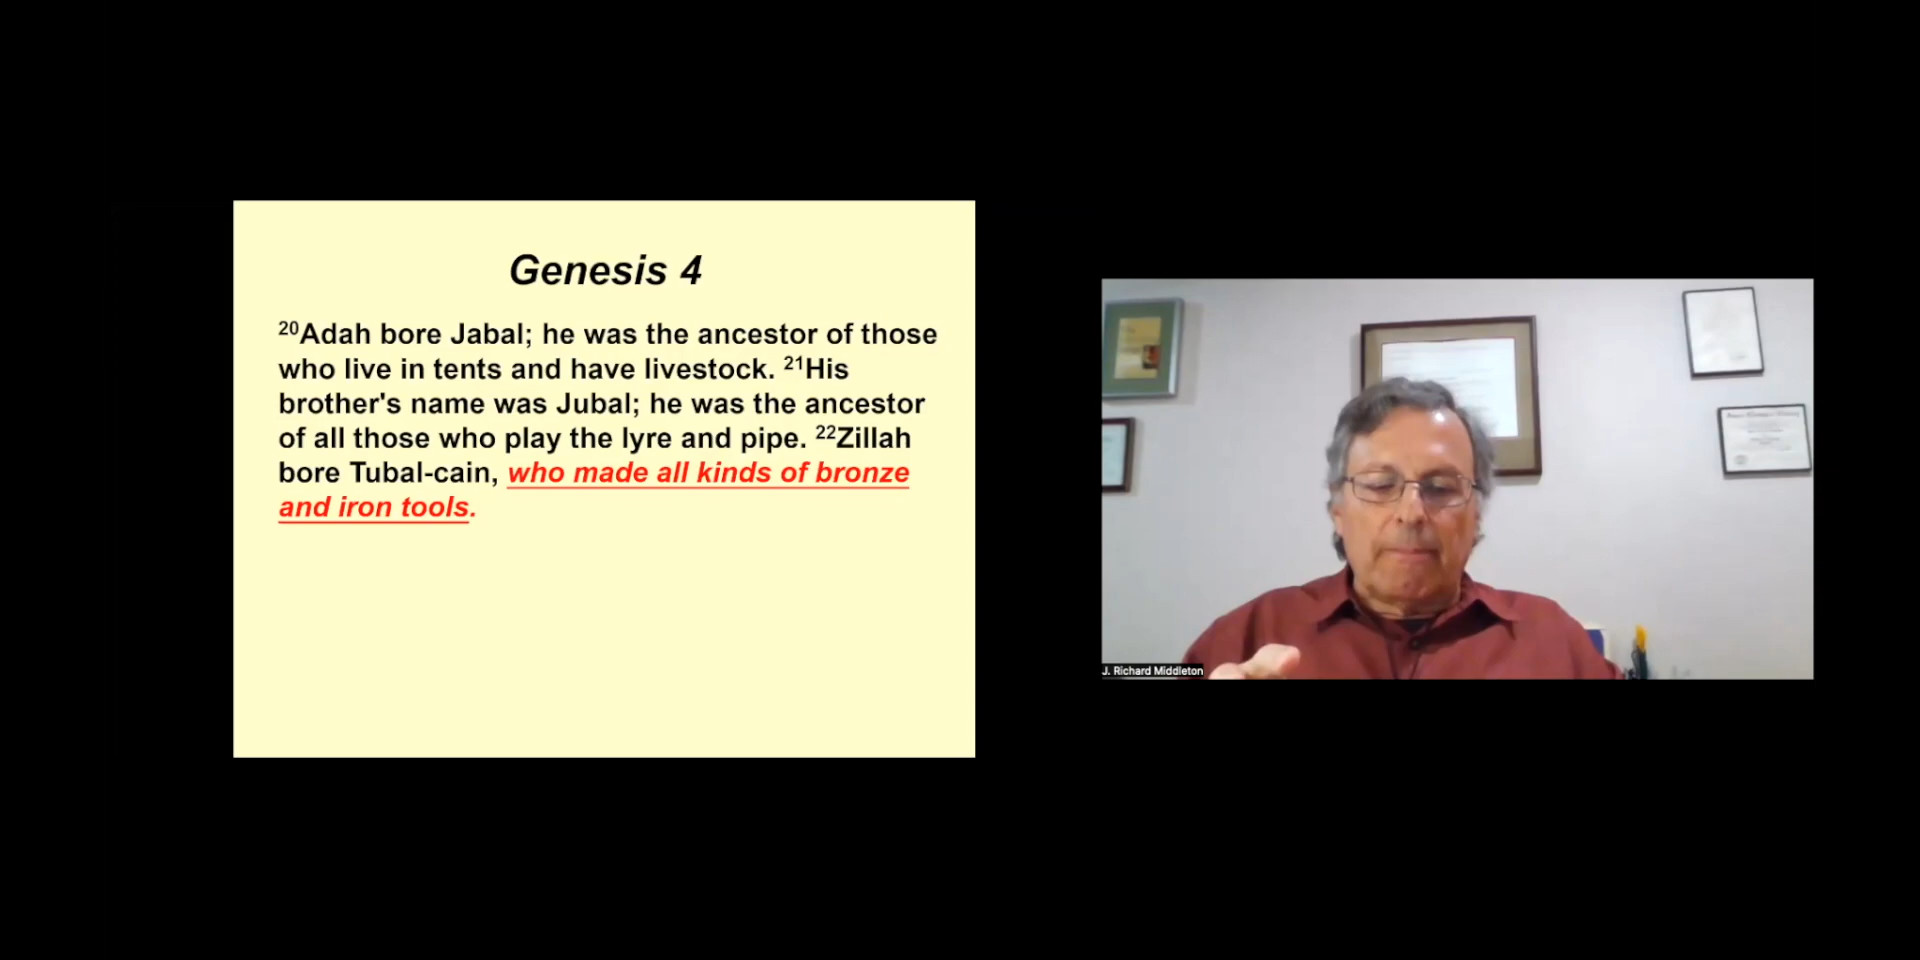 Genesis 4
20Adah bore Jabal; he was the ancestor of those
who live in tents and have livestock. 21His
brother's name was Jubal; he was the ancestor
of all those who play the lyre and pipe. 22Zillah
bore Tubal-cain, who made all kinds of bronze
and iron tools.
J. Richard Middleton